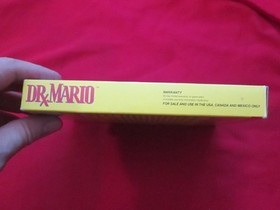 DR. MARIO
WARRANTY:
FOR SALE AND USE IN THE USA, CANADA AND MEXICO ONLY